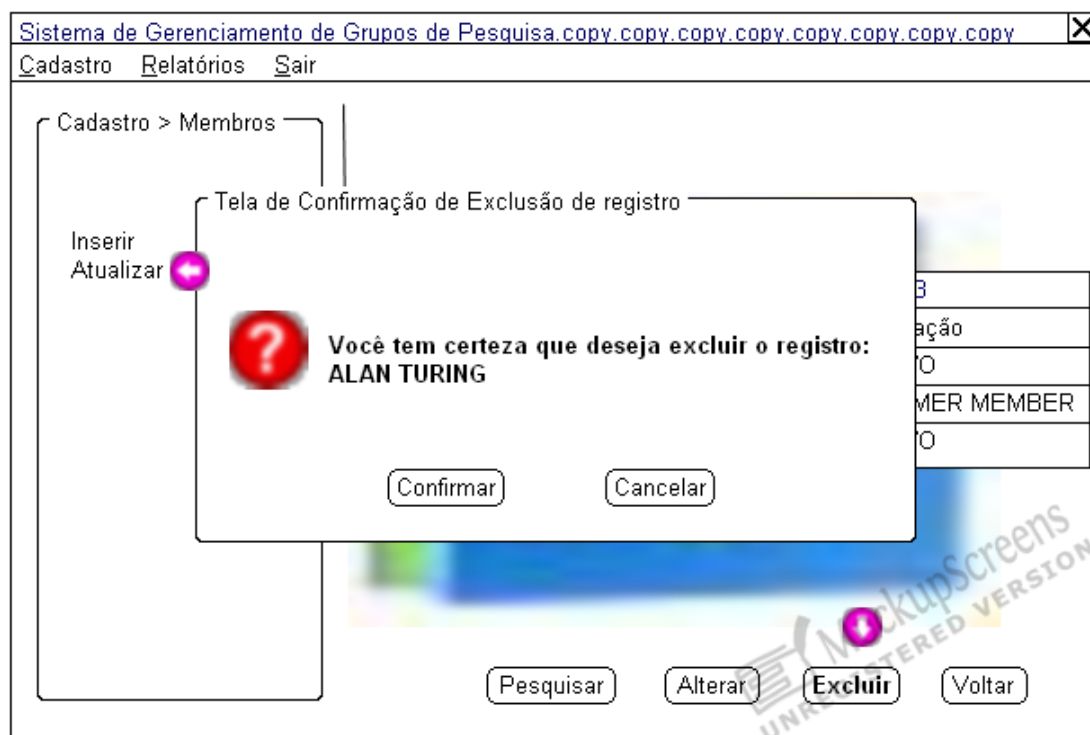 Sistema de Gerenciamento de Grupos de Pesquisa.copy.copy.copy.copy.copy.copy.copy.copy
Cadastro Relatórios Sair
Cadastro > Membros
Tela de Confirmação de Exclusão de registro
Inserir
Atualizar
Você tem certeza que deseja excluir o registro:
ALAN TURING
MEMBER
Confirmar Cancelar
Pesquisar Alterar Excluir Voltar
MockupScreens
UNREGISTERED VERSION